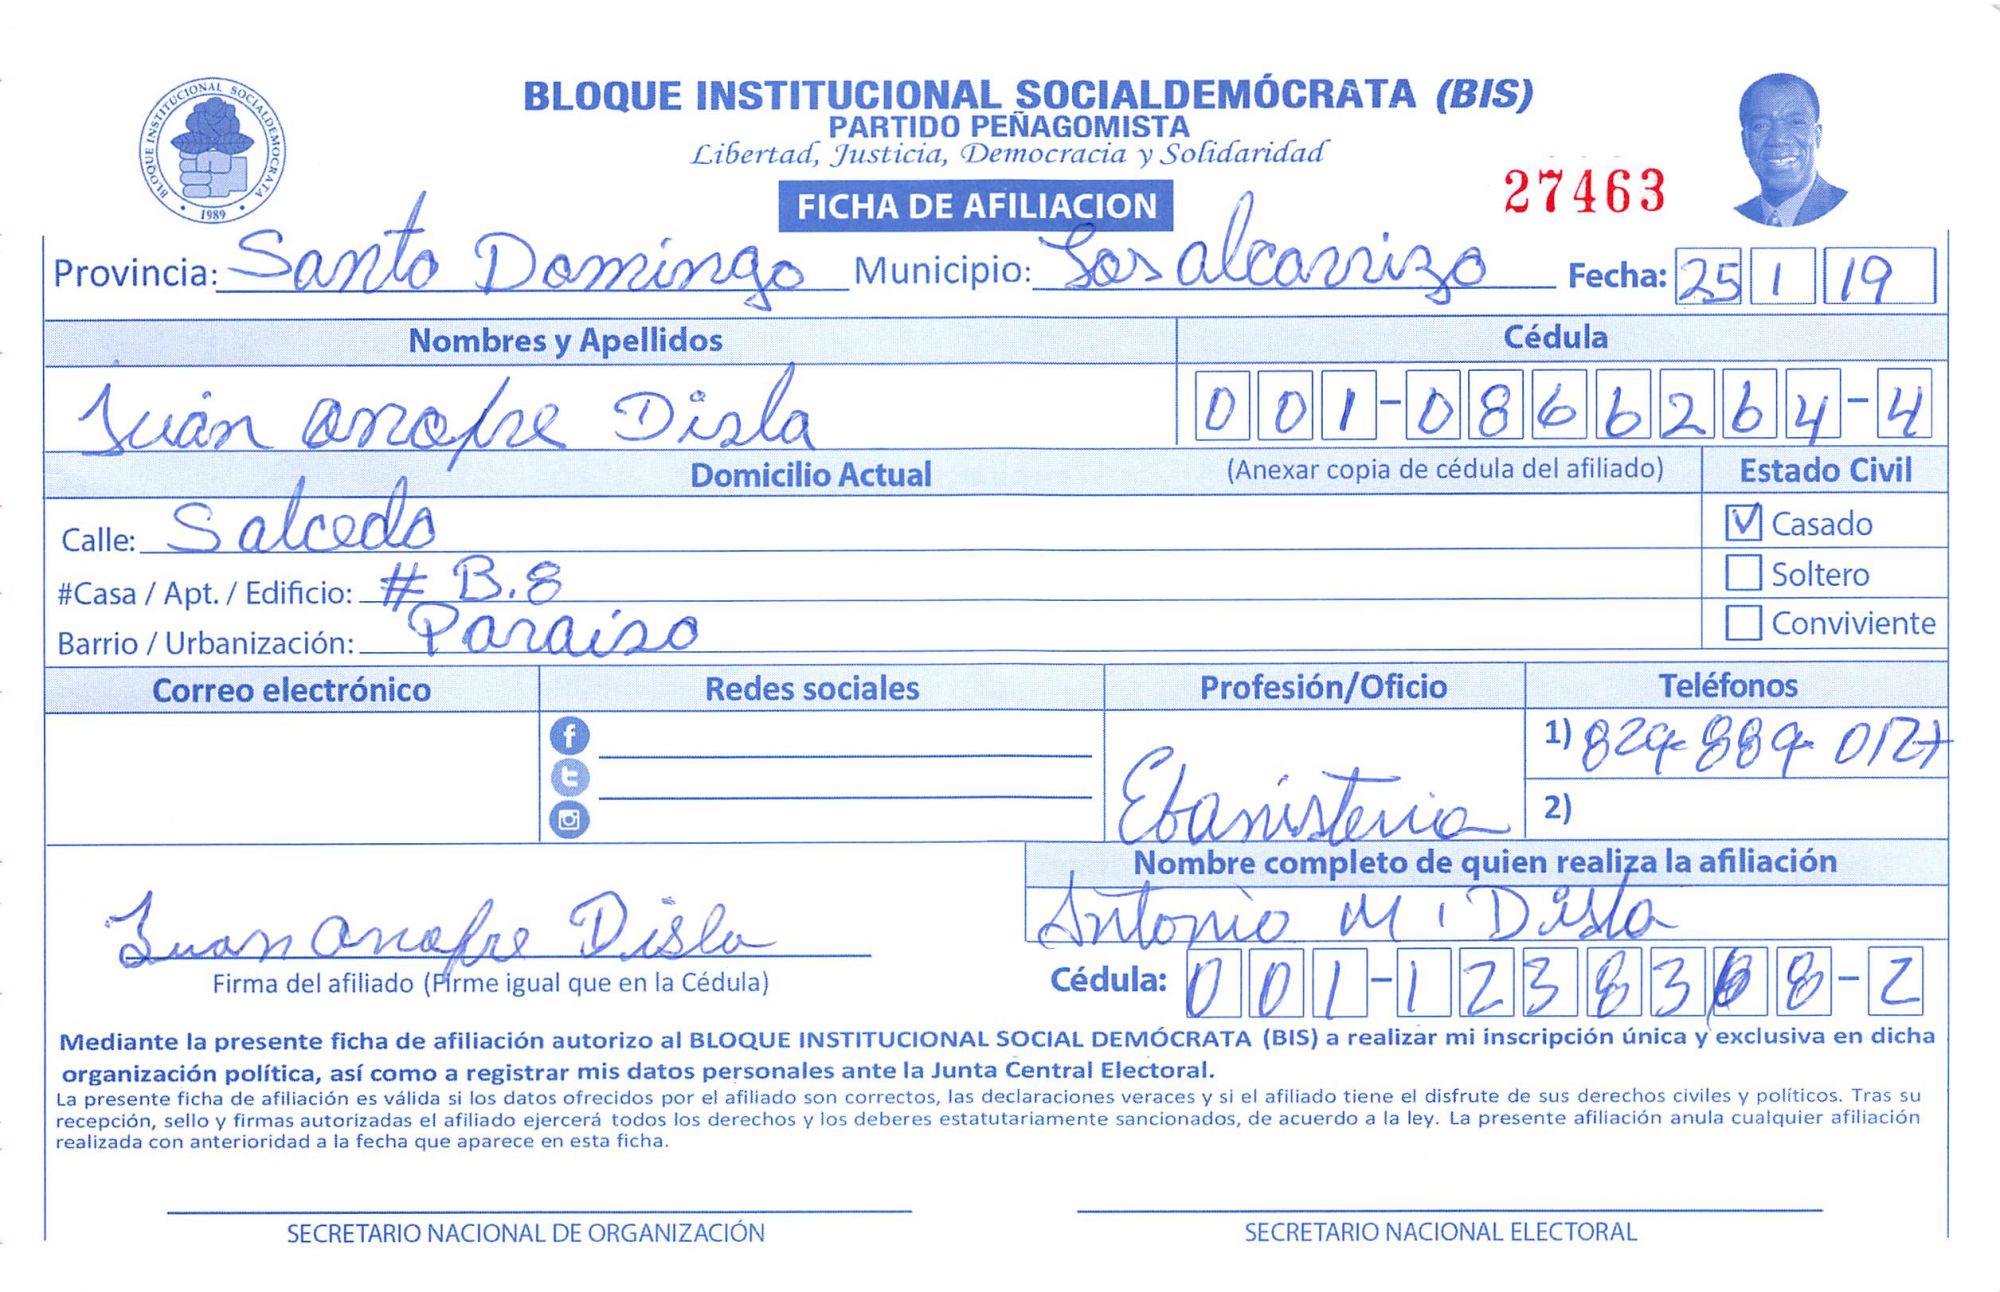 BLOQUE INSTITUCIONAL SOCIALDEMÓCRATA (BIS)
PARTIDO PEÑAGOMISTA
Libertad, Justicia, Democracia y Solidaridad
BLOQUE INSTITUCIONAL SOCIALDEMOCRATA
1989
27463
FICHA DE AFILIACION
Provincia: Santo Domingo Municipio: Los alcarrizo Fecha: 25 1 19
Nombres y Apellidos Cédula
Juan Onofre Disla 001-0866264-4
Domicilio Actual (Anexar copia de cédula del afiliado) Estado Civil
Calle: Salcedo Casado
#Casa / Apt. / Edificio: # B.8 Soltero
Barrio / Urbanización: Paraiso Conviviente
Correo electrónico Redes sociales Profesión/Oficio Teléfonos
1) 829-889-0127
Ebanisteria 2)
Nombre completo de quien realiza la afiliación
Juan Onofre Disla Antonio M Disla
Firma del afiliado (Firme igual que en la Cédula) Cédula: 001-12383 8-2
Mediante la presente ficha de afiliación autorizo al BLOQUE INSTITUCIONAL SOCIAL DEMÓCRATA (BIS) a realizar mi inscripción única y exclusiva en dicha
organización política, así como a registrar mis datos personales ante la Junta Central Electoral.
La presente ficha de afiliación es válida si los datos ofrecidos por el afiliado son correctos, las declaraciones veraces y si el afiliado tiene el disfrute de sus derechos civiles y políticos. Tras su
recepción, sello y firmas autorizadas el afiliado ejercerá todos los derechos y los deberes estatutariamente sancionados, de acuerdo a la ley. La presente afiliación anula cualquier afiliación
realizada con anterioridad a la fecha que aparece en esta ficha.
SECRETARIO NACIONAL DE ORGANIZACIÓN SECRETARIO NACIONAL ELECTORAL